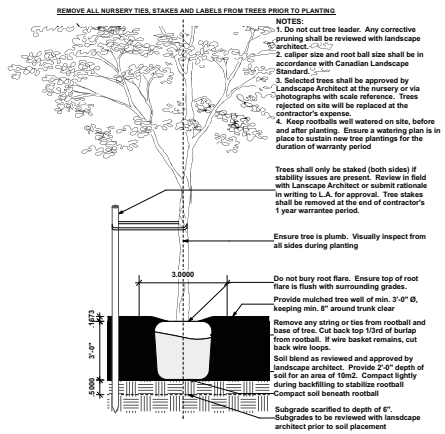 REMOVE ALL NURSERY TIES, STAKES AND LABELS FROM TREES PRIOR TO PLANTING
NOTES:
1. Do not cut tree leader. Any corrective
pruning shall be reviewed with landscape
architect.
2. caliper size and root ball size shall be in
accordance with Canadian Landscape
Standard.
3. Selected trees shall be approved by
Landscape Architect at the nursery or via
photographs with scale reference. Trees
rejected on site will be replaced at the
contractor's expense.
4. Keep rootballs well watered on site, before
and after planting. Ensure a watering plan is in
place to sustain new tree plantings for the
duration of warranty period
Trees shall only be staked (both sides) if
stability issues are present. Review in field
with Lanscape Architect or submit rationale
in writing to L.A. for approval. Tree stakes
shall be removed at the end of contractor's
1 year warrantee period.
Ensure tree is plumb. Visually inspect from
all sides during planting
3.0000
Do not bury root flare. Ensure top of root
flare is flush with surrounding grades.
Provide mulched tree well of min. 3'-0" Ø,
keeping min. 8" around trunk clear
.1673
Remove any string or ties from rootball and
base of tree. Cut back top 1/3rd of burlap
from rootball. If wire basket remains, cut
back wire loops.
3'-0"
Soil blend as reviewed and approved by
landscape architect. Provide 2'-0" depth of
soil for an area of 10m2. Compact lightly
during backfilling to stabilize rootball
Compact soil beneath rootball
.5000
Subgrade scarified to depth of 6".
Subgrades to be reviewed with lansdcape
architect prior to soil placement